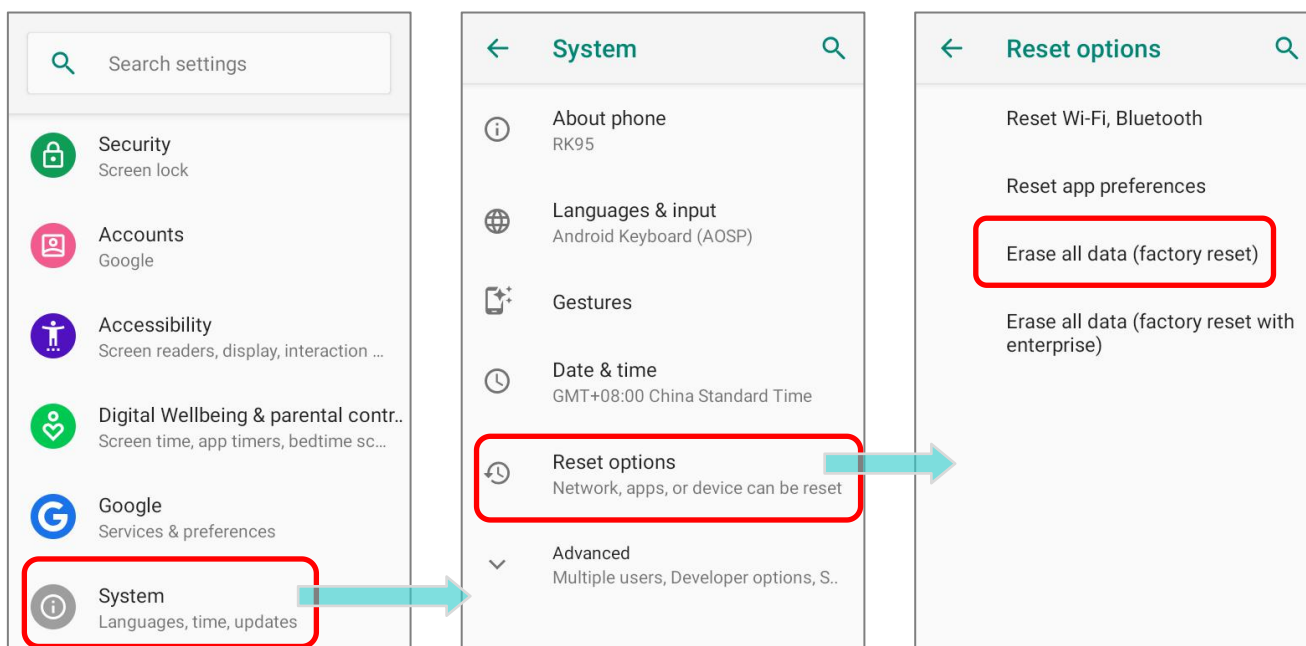 Search settings
Security
Screen lock
Accounts
Google
Accessibility
Screen readers, display, interaction ...
Digital Wellbeing & parental contr..
Screen time, app timers, bedtime sc...
Google
Services & preferences
System
Languages, time, updates
System
About phone
RK95
Languages & input
Android Keyboard (AOSP)
Gestures
Date & time
GMT+08:00 China Standard Time
Reset options
Network, apps, or device can be reset
Advanced
Multiple users, Developer options, S..
Reset options
Reset Wi-Fi, Bluetooth
Reset app preferences
Erase all data (factory reset)
Erase all data (factory reset with
enterprise)